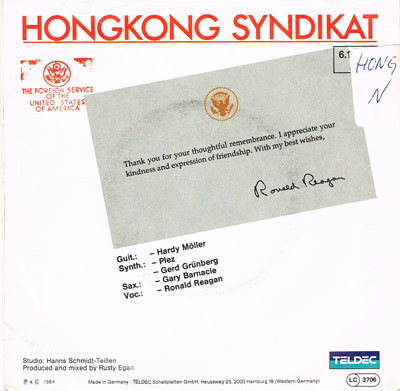 HONGKONG SYNDIKAT
6.1
HONG
N
THE FOREIGN SERVICE
OF THE
UNITED STATES
OF AMERICA
Thank you for your thoughtful remembrance. I appreciate your
kindness and expression of friendship. With my best wishes,
Ronald Reagan
Guit.: – Hardy Möller
Synth.: – Plez
– Gerd Grünberg
Sax.: – Gary Barnacle
Voc.: – Ronald Reagan
Studio: Hanns Schmidt-Teißen
Produced and mixed by Rusty Egan
℗ & © 1984
Made in Germany · TELDEC Schallplatten GmbH, Heussweg 25, 2000 Hamburg 19 (Western Germany)
TELDEC
LC 3706